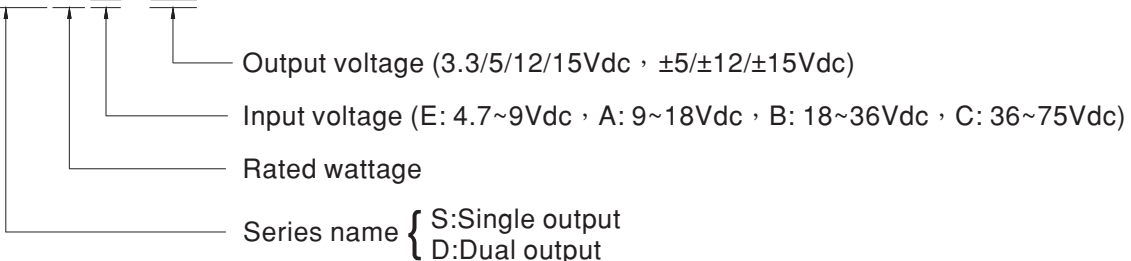 Output voltage (3.3/5/12/15Vdc，±5/±12/±15Vdc)
Input voltage (E: 4.7~9Vdc，A: 9~18Vdc，B: 18~36Vdc，C: 36~75Vdc)
Rated wattage
Series name { S:Single output
D:Dual output